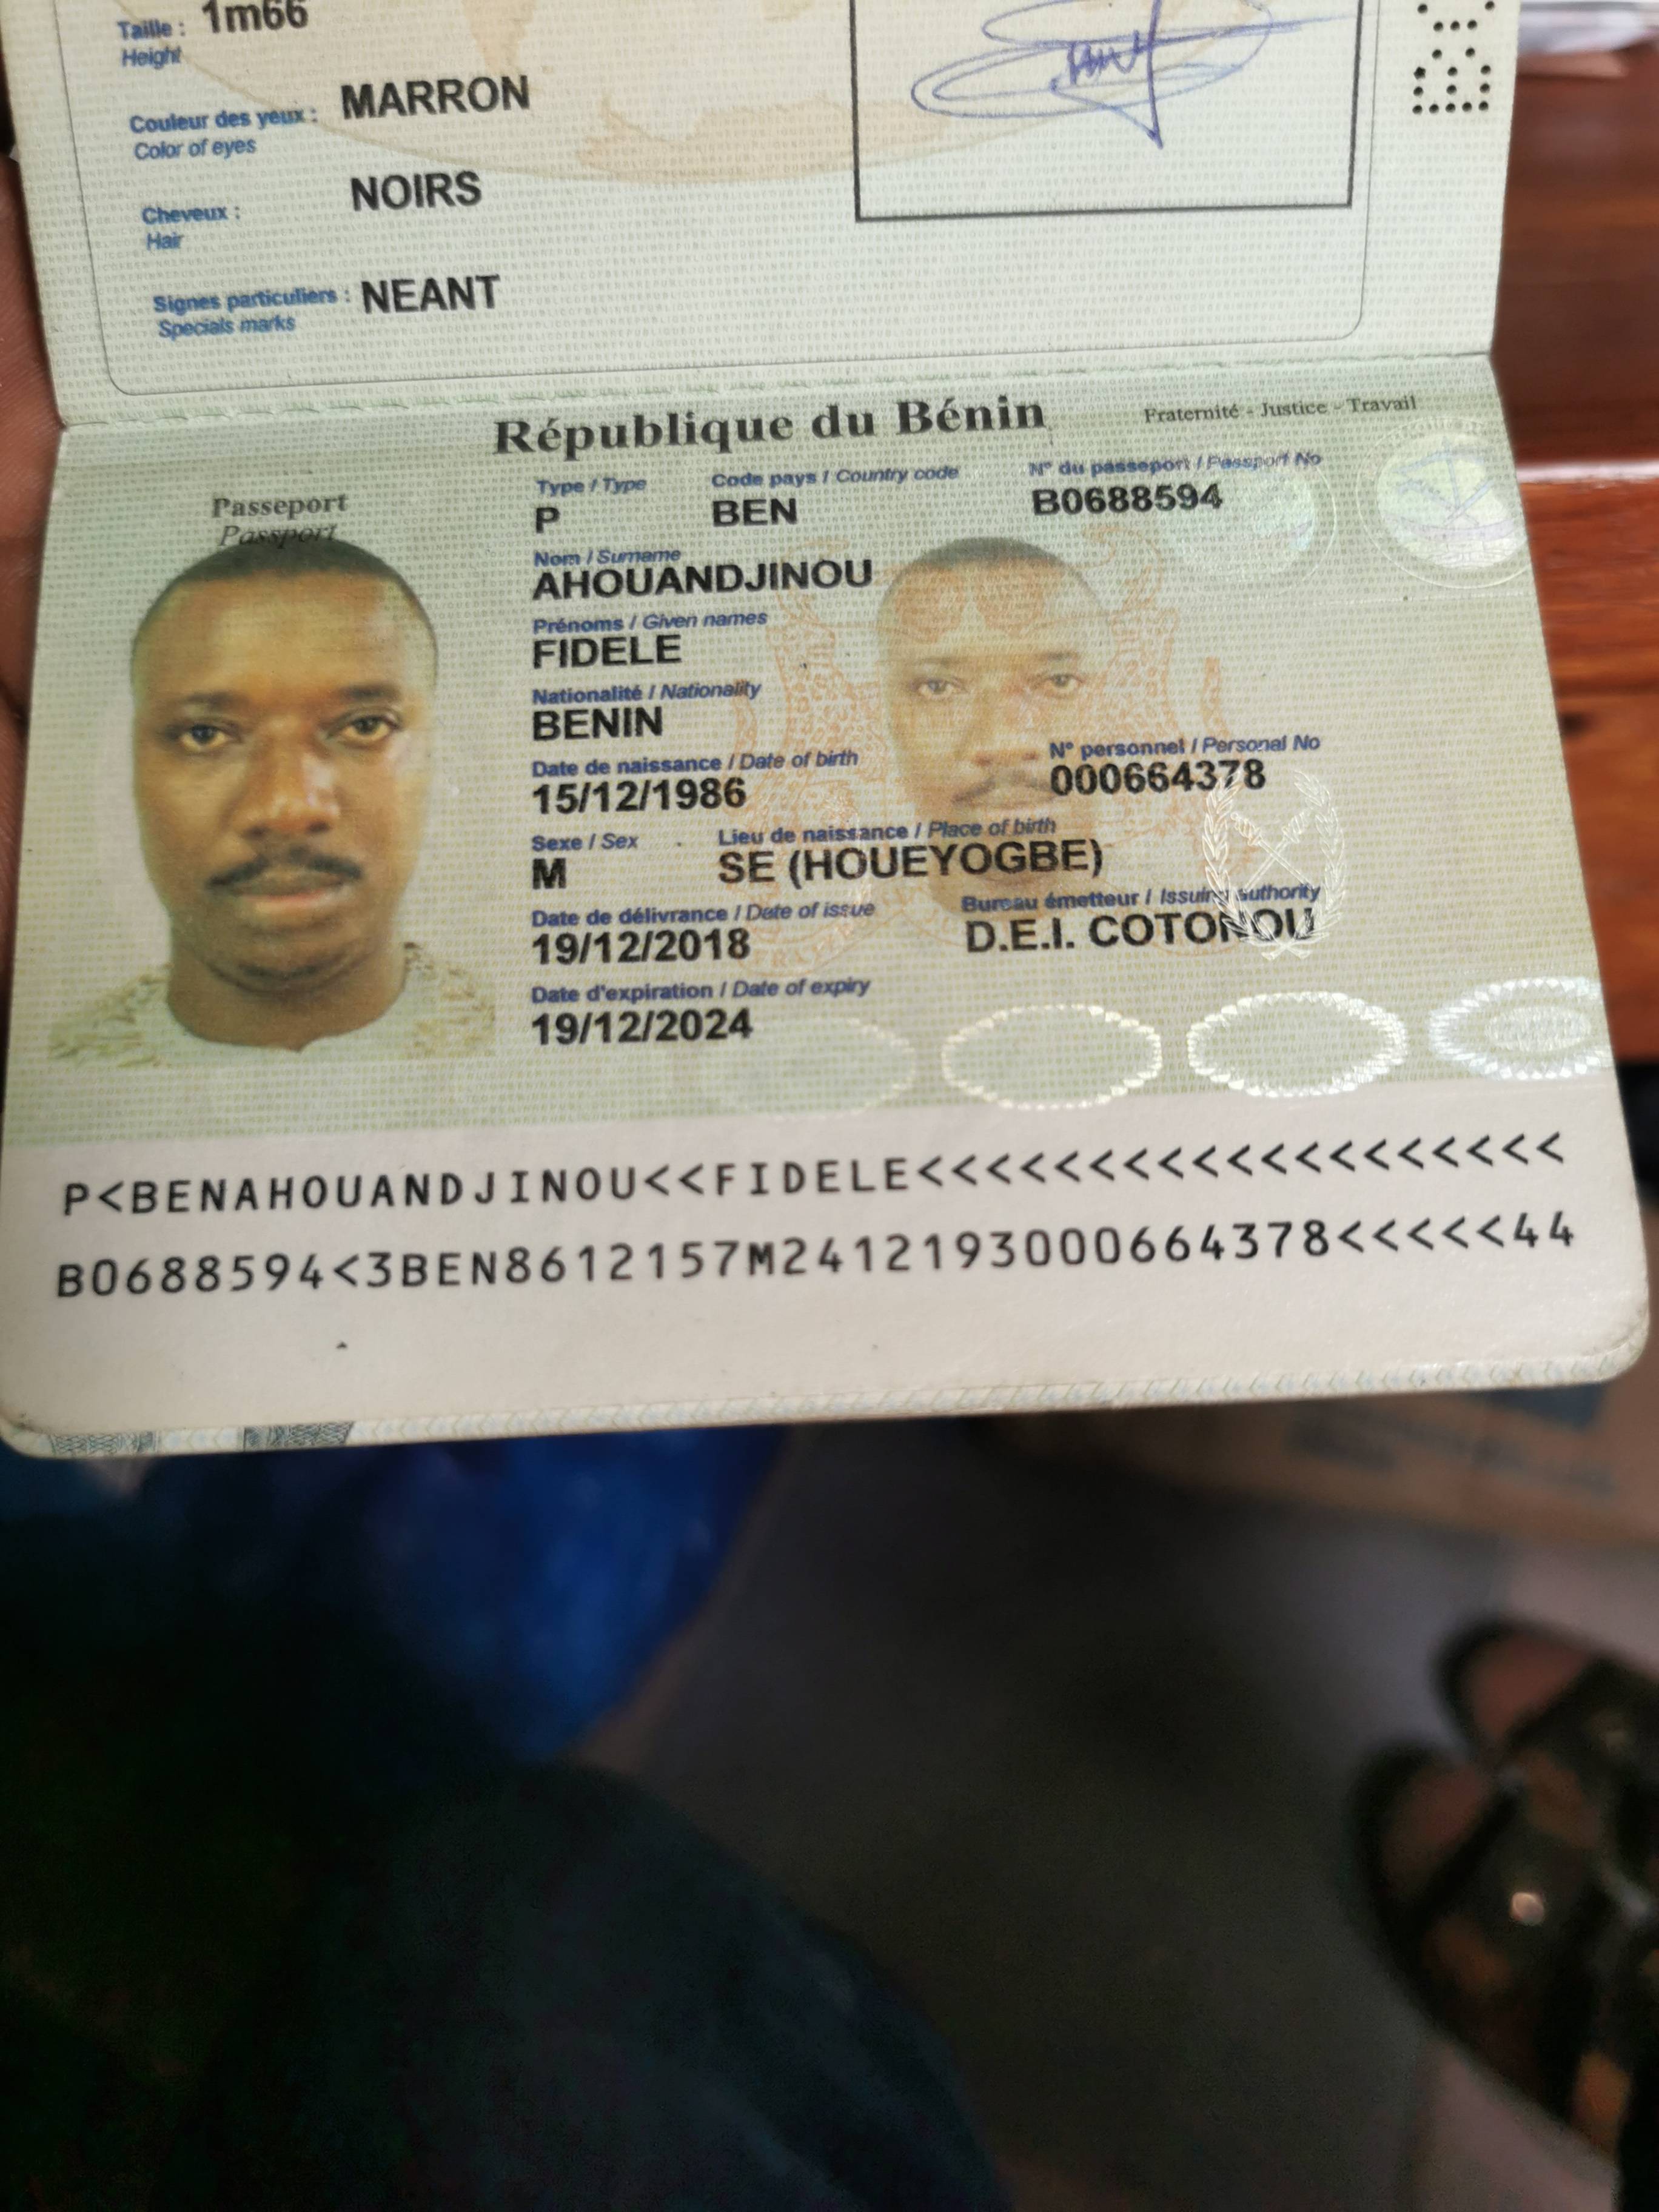 Taille : 1m66
Height
Couleur des yeux : MARRON
Color of eyes
Cheveux : NOIRS
Hair
Signes particuliers : NEANT
Specials marks
République du Bénin
Fraternité - Justice - Travail
Passeport
Passport
Type / Type
Code pays / Country code
N° du passeport / Passport No
P
BEN
B0688594
Nom / Surname
AHOUANDJINOU
Prénoms / Given names
FIDELE
Nationalité / Nationality
BENIN
Date de naissance / Date of birth
N° personnel / Personal No
15/12/1986
000664378
Sexe / Sex
Lieu de naissance / Place of birth
M
SE (HOUEYOGBE)
Date de délivrance / Date of issue
Bureau émetteur / Issuing authority
19/12/2018
D.E.I. COTONOU
Date d'expiration / Date of expiry
19/12/2024
P<BENAHOUANDJINOU<<FIDELE<<<<<<<<<<<<<<<<<<<
B0688594<3BEN8612157M2412193000664378<<<<<44